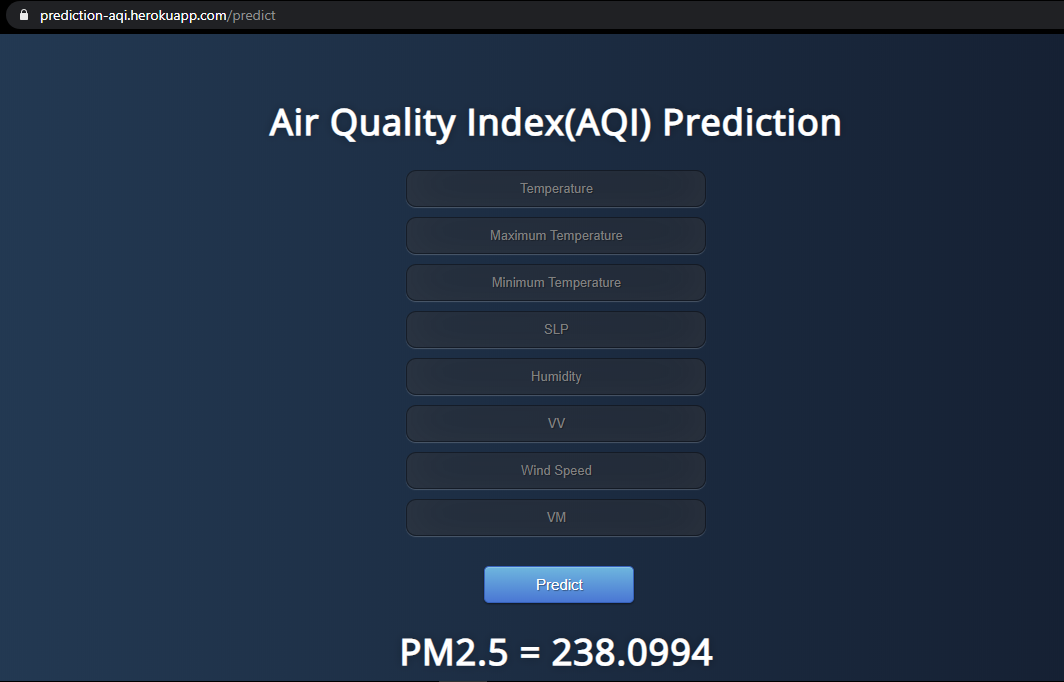 prediction-aqi.herokuapp.com/predict
Air Quality Index(AQI) Prediction
Temperature
Maximum Temperature
Minimum Temperature
SLP
Humidity
VV
Wind Speed
VM
Predict
PM2.5 = 238.0994